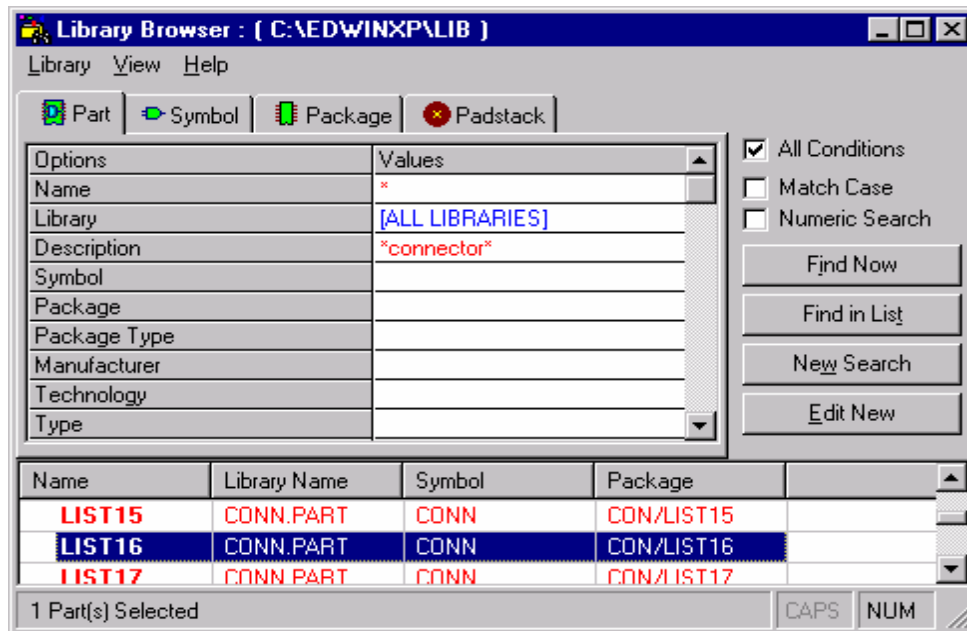 Library Browser : ( C:\EDWINXP\LIB )
Library View Help
Part Symbol Package Padstack
Options Values
Name *
Library [ALL LIBRARIES]
Description *connector*
Symbol
Package
Package Type
Manufacturer
Technology
Type
All Conditions
Match Case
Numeric Search
Find Now
Find in List
New Search
Edit New
Name Library Name Symbol Package
LIST15 CONN.PART CONN CON/LIST15
LIST16 CONN.PART CONN CON/LIST16
LIST17 CONN.PART CONN CON/LIST17
1 Part(s) Selected CAPS NUM